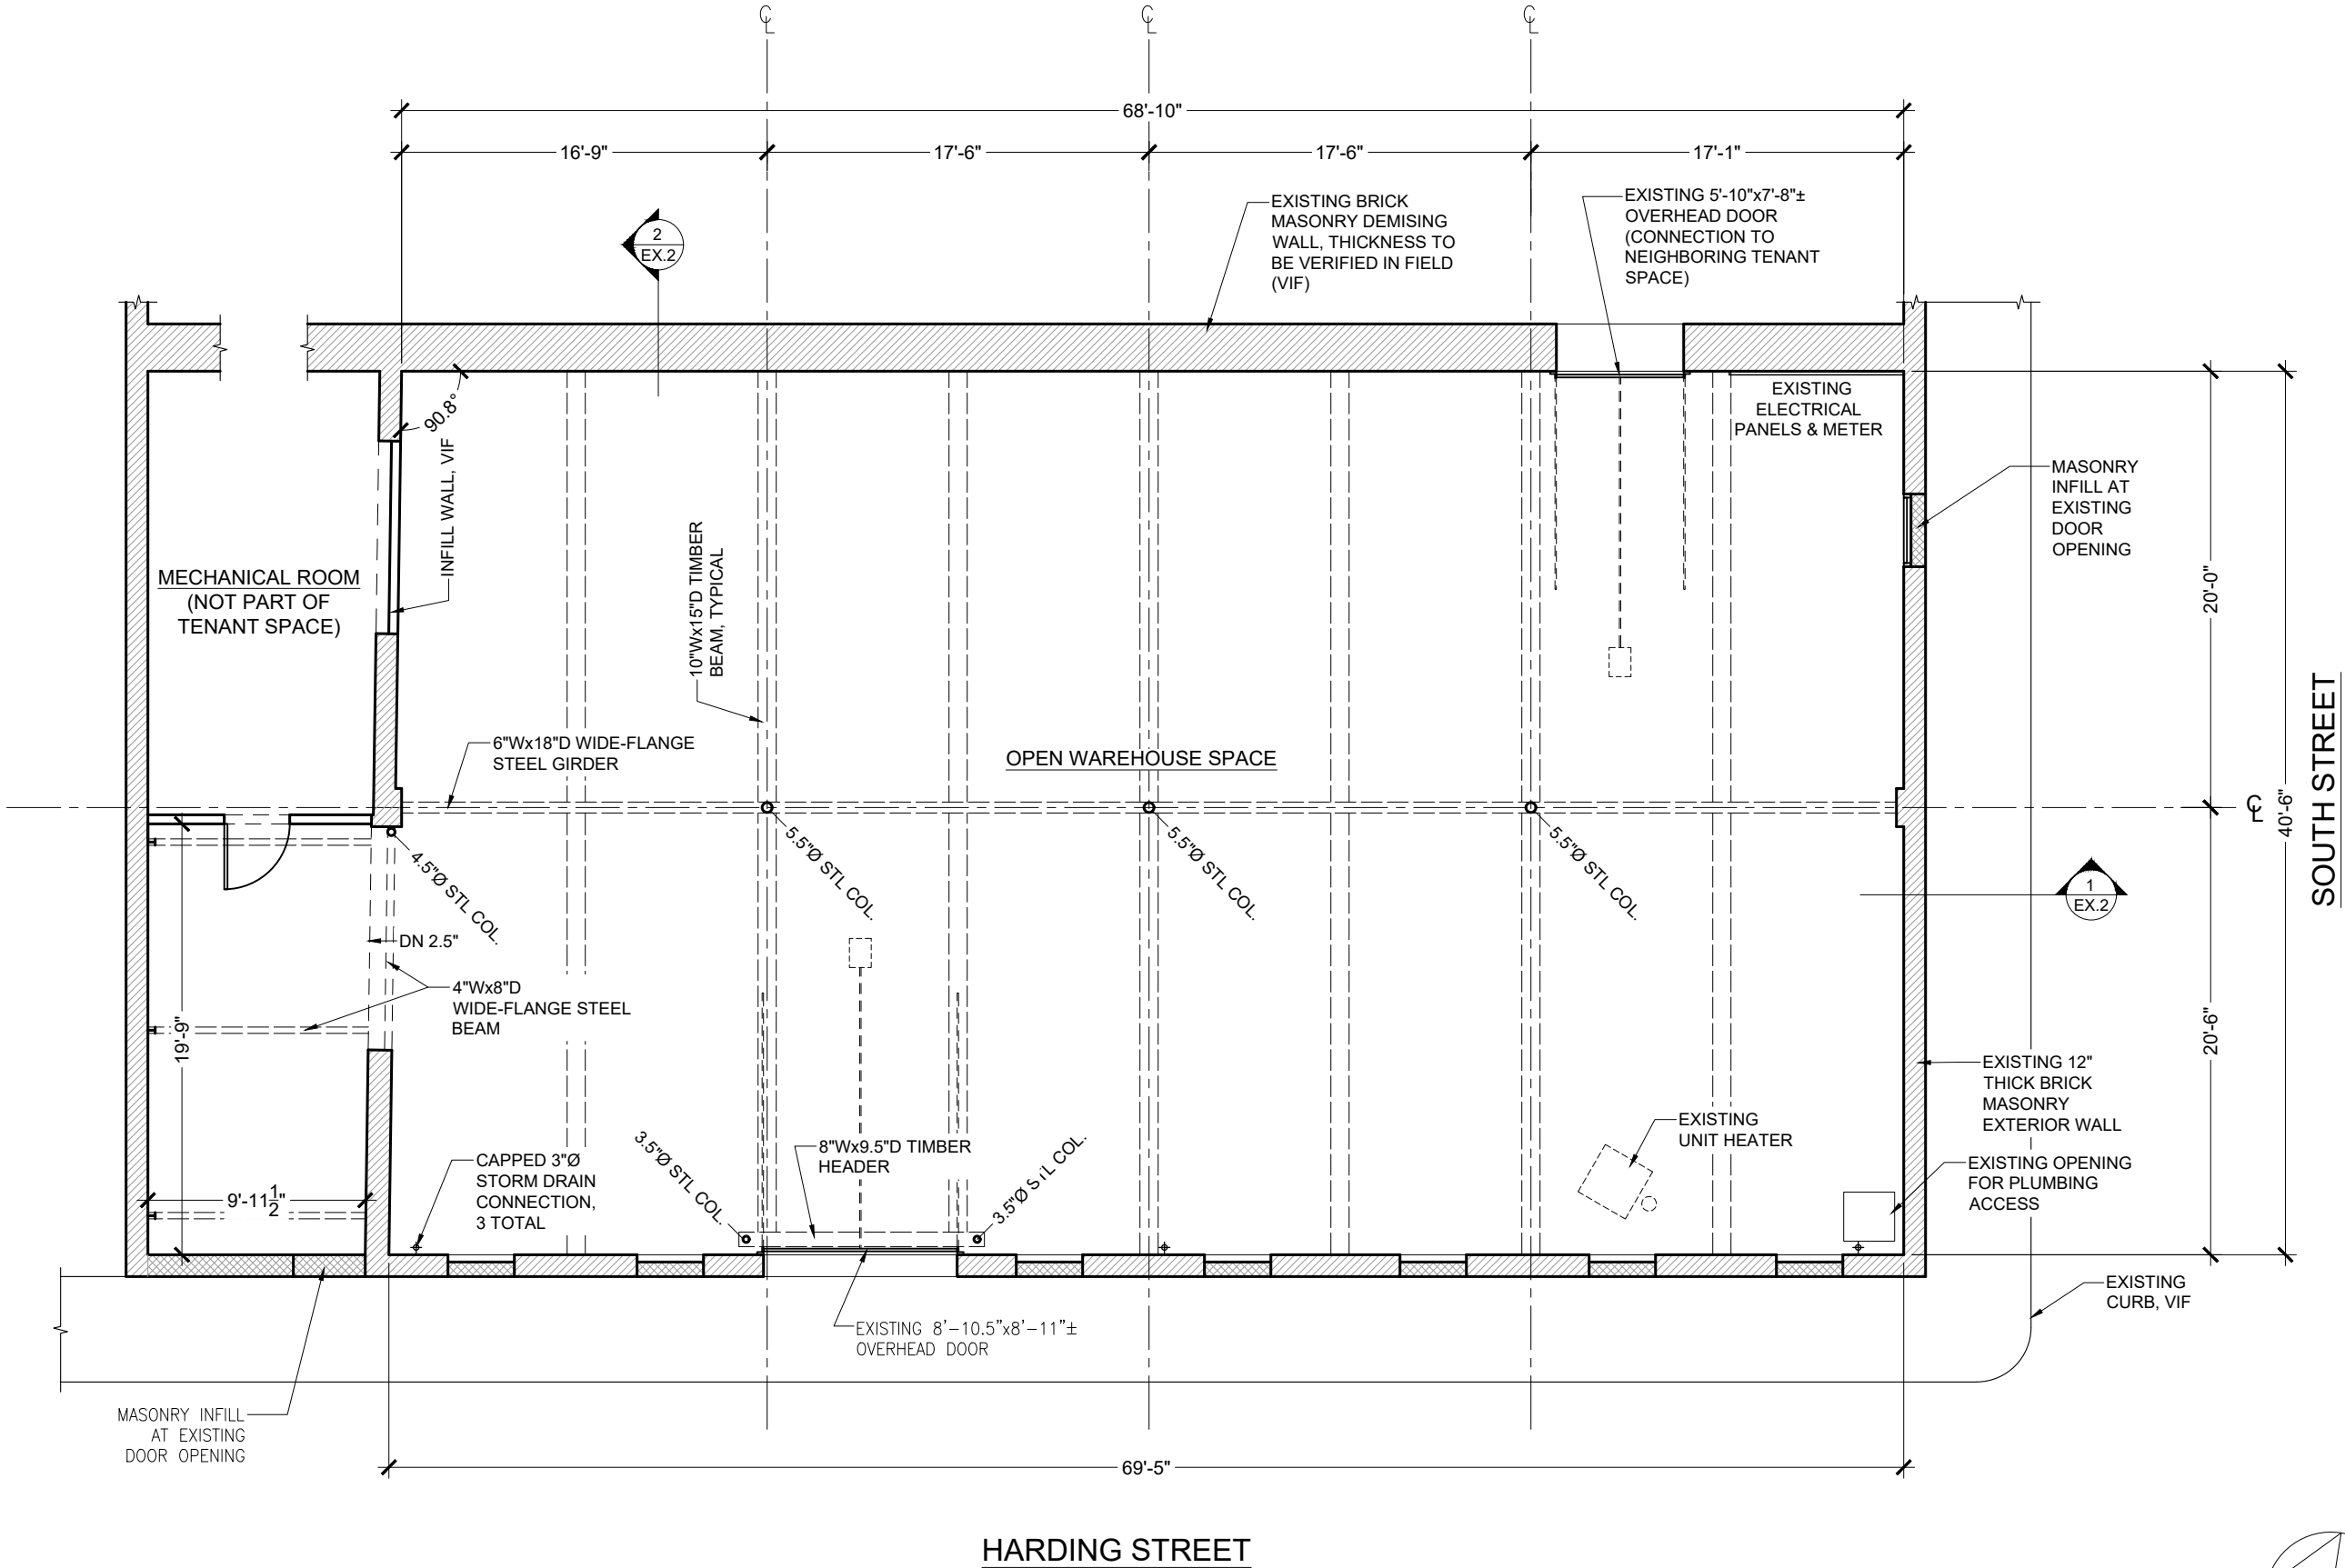 ℄
℄
℄
68'-10"
16'-9"
17'-6"
17'-6"
17'-1"
2
EX.2
EXISTING BRICK
MASONRY DEMISING
WALL, THICKNESS TO
BE VERIFIED IN FIELD
(VIF)
EXISTING 5'-10"x7'-8"±
OVERHEAD DOOR
(CONNECTION TO
NEIGHBORING TENANT
SPACE)
90.8°
INFILL WALL, VIF
EXISTING
ELECTRICAL
PANELS & METER
MASONRY
INFILL AT
EXISTING
DOOR
OPENING
MECHANICAL ROOM
(NOT PART OF
TENANT SPACE)
10"Wx15"D TIMBER
BEAM, TYPICAL
20'-0"
6"Wx18"D WIDE-FLANGE
STEEL GIRDER
OPEN WAREHOUSE SPACE
SOUTH STREET
℄
40'-6"
4.5"Ø STL COL.
5.5"Ø STL COL.
5.5"Ø STL COL.
5.5"Ø STL COL.
1
EX.2
DN 2.5"
4"Wx8"D
WIDE-FLANGE STEEL
BEAM
19'-9"
20'-6"
EXISTING 12"
THICK BRICK
MASONRY
EXTERIOR WALL
9'-11 1/2"
CAPPED 3"Ø
STORM DRAIN
CONNECTION,
3 TOTAL
3.5"Ø STL COL.
8"Wx9.5"D TIMBER
HEADER
3.5"Ø STL COL.
EXISTING
UNIT HEATER
EXISTING OPENING
FOR PLUMBING
ACCESS
EXISTING
CURB, VIF
EXISTING 8'-10.5"x8'-11"±
OVERHEAD DOOR
MASONRY INFILL
AT EXISTING
DOOR OPENING
69'-5"
HARDING STREET